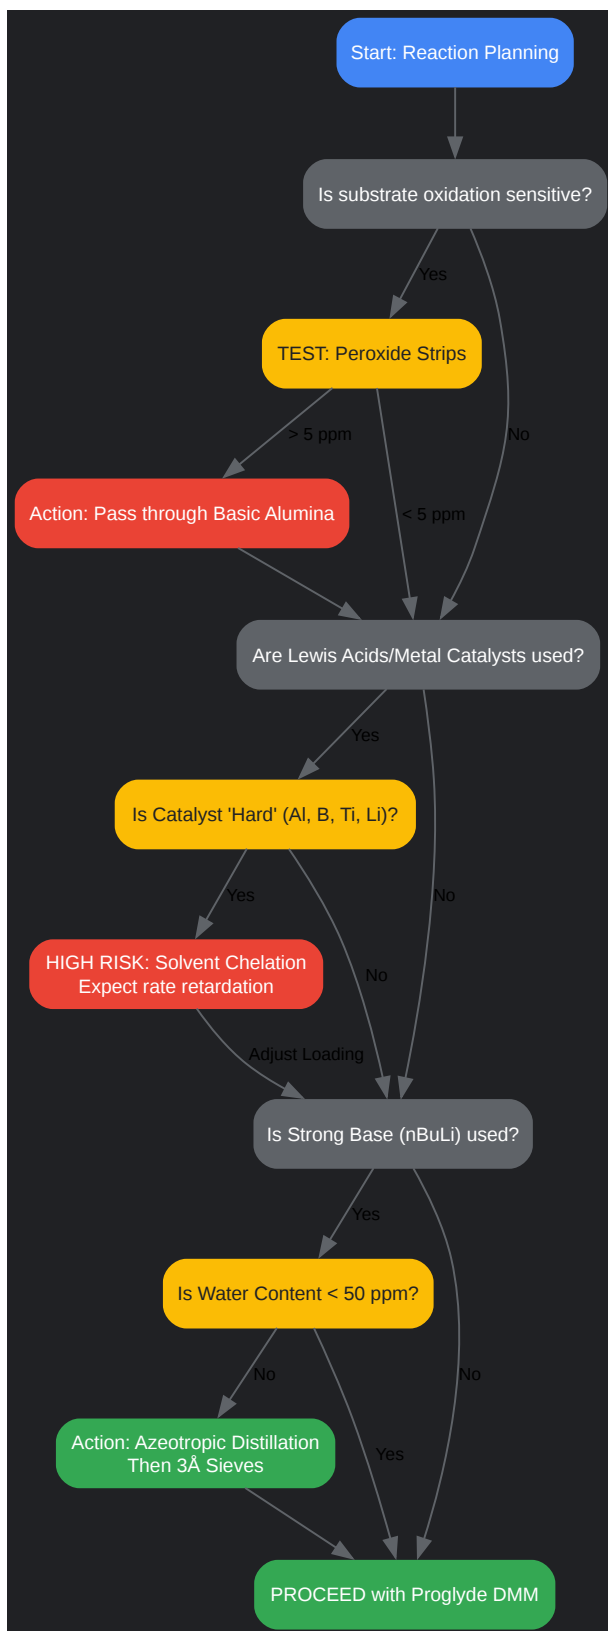 Start: Reaction Planning
Is substrate oxidation sensitive?
Yes
TEST: Peroxide Strips
> 5 ppm
No
Action: Pass through Basic Alumina
< 5 ppm
Are Lewis Acids/Metal Catalysts used?
Yes
Is Catalyst 'Hard' (Al, B, Ti, Li)?
Yes
No
HIGH RISK: Solvent Chelation
Expect rate retardation
No
Adjust Loading
Is Strong Base (nBuLi) used?
Yes
Is Water Content < 50 ppm?
No
No
Action: Azeotropic Distillation
Then 3Å Sieves
Yes
PROCEED with Proglyde DMM